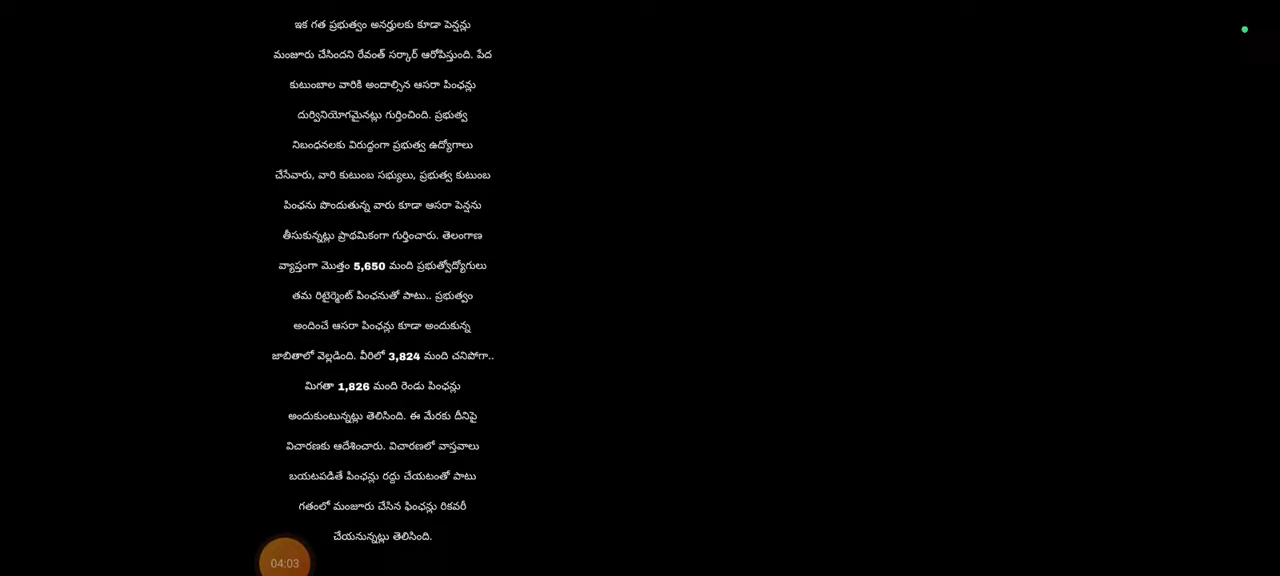 ఇక గత ప్రభుత్వం అనర్హులకు కూడా పెన్షన్లు
మంజూరు చేసిందని రేవంత్ సర్కార్ ఆరోపిస్తుంది. పేద
కుటుంబాల వారికి అందాల్సిన ఆసరా పింఛన్లు
దుర్వినియోగమైనట్లు గుర్తించింది. ప్రభుత్వ
నిబంధనలకు విరుద్ధంగా ప్రభుత్వ ఉద్యోగాలు
చేసేవారు, వారి కుటుంబ సభ్యులు, ప్రభుత్వ కుటుంబ
పింఛను పొందుతున్న వారు కూడా ఆసరా పెన్షను
తీసుకున్నట్లు ప్రాథమికంగా గుర్తించారు. తెలంగాణ
వ్యాప్తంగా మొత్తం 5,650 మంది ప్రభుత్వోద్యోగులు
తమ రిటైర్మెంట్ పింఛనుతో పాటు.. ప్రభుత్వం
అందించే ఆసరా పింఛన్లు కూడా అందుకున్న
జాబితాలో వెల్లడింది. వీరిలో 3,824 మంది చనిపోగా..
మిగతా 1,826 మంది రెండు పింఛన్లు
అందుకుంటున్నట్లు తెలిసింది. ఈ మేరకు దీనిపై
విచారణకు ఆదేశించారు. విచారణలో వాస్తవాలు
బయటపడితే పింఛన్లు రద్దు చేయటంతో పాటు
గతంలో మంజూరు చేసిన ఫింఛన్లు రికవరీ
చేయనున్నట్లు తెలిసింది.
04:03